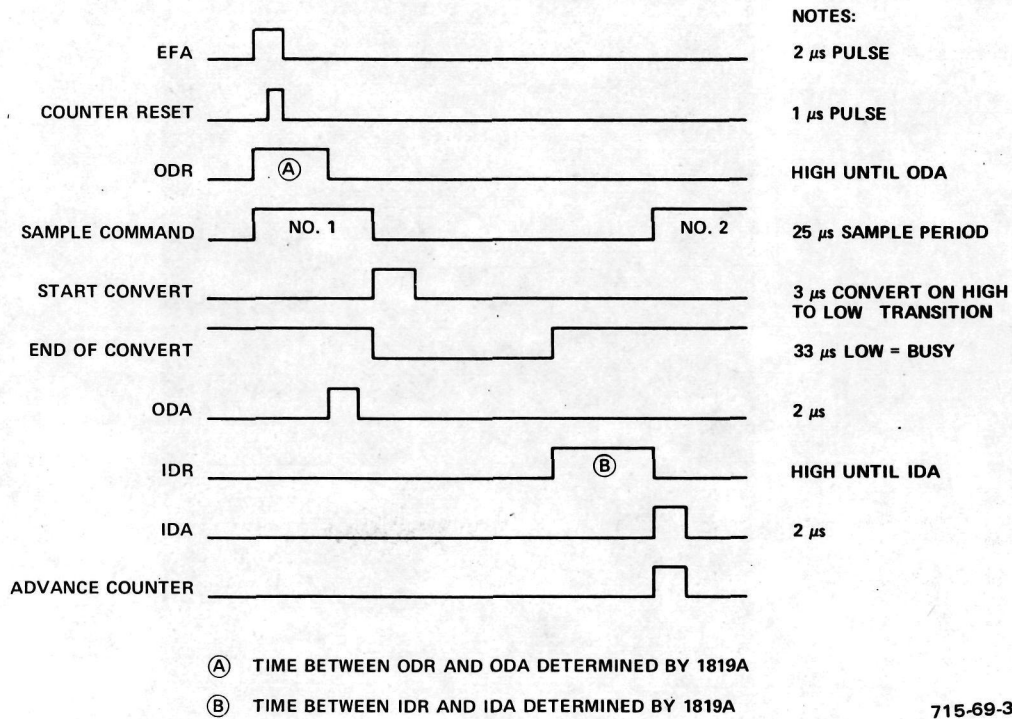 NOTES:
EFA 2 μs PULSE
COUNTER RESET 1 μs PULSE
ODR A HIGH UNTIL ODA
SAMPLE COMMAND NO. 1 NO. 2 25 μs SAMPLE PERIOD
START CONVERT 3 μs CONVERT ON HIGH
TO LOW TRANSITION
END OF CONVERT 33 μs LOW = BUSY
ODA 2 μs
IDR B HIGH UNTIL IDA
IDA 2 μs
ADVANCE COUNTER
A TIME BETWEEN ODR AND ODA DETERMINED BY 1819A
B TIME BETWEEN IDR AND IDA DETERMINED BY 1819A
715-69-3